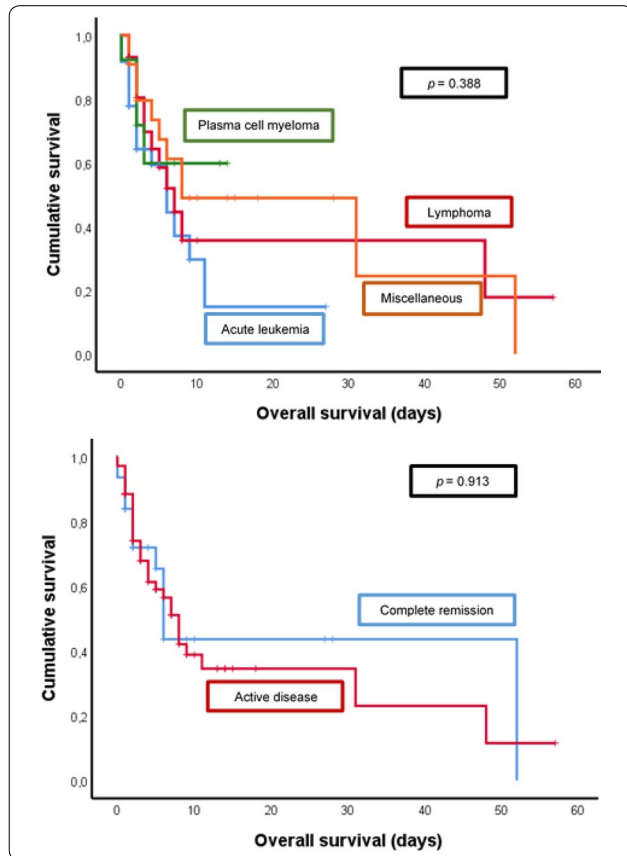 1,0
p = 0.388
0,8
Plasma cell myeloma
0,6
Cumulative survival
Lymphoma
0,4
Miscellaneous
0,2
Acute leukemia
0,0
0 10 20 30 40 50 60
Overall survival (days)
1,0
p = 0.913
0,8
0,6
Cumulative survival
Complete remission
0,4
Active disease
0,2
0,0
0 10 20 30 40 50 60
Overall survival (days)